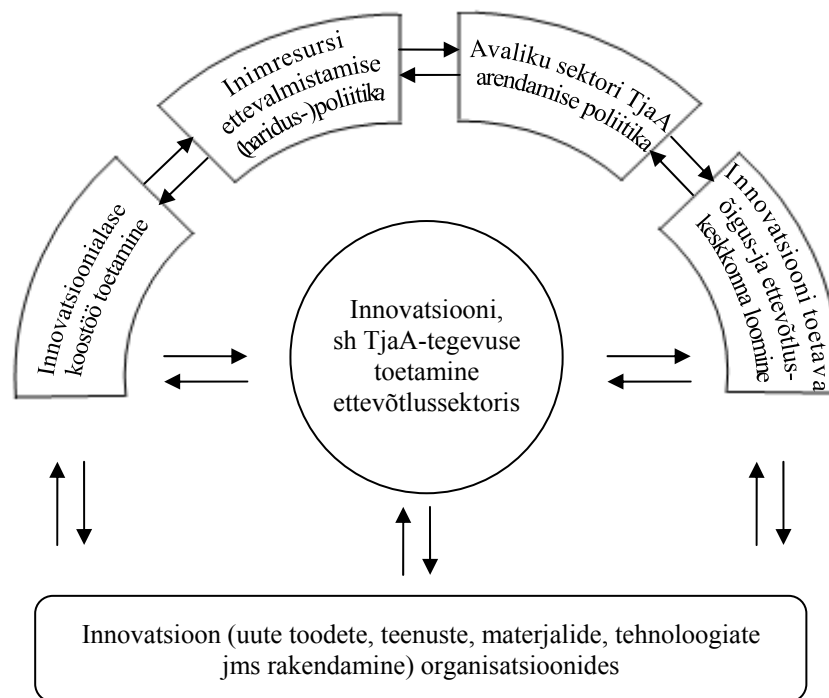 Innovatsioonialase
koostöö toetamine
Inimresursi
ettevalmistamise
(haridus-)poliitika
Avaliku sektori TjaA
arendamise poliitika
Innovatsiooni toetava
õigus-ja ettevõtlus-
keskkonna loomine
Innovatsiooni,
sh TjaA-tegevuse
toetamine
ettevõtlussektoris
Innovatsioon (uute toodete, teenuste, materjalide, tehnoloogiate
jms rakendamine) organisatsioonides